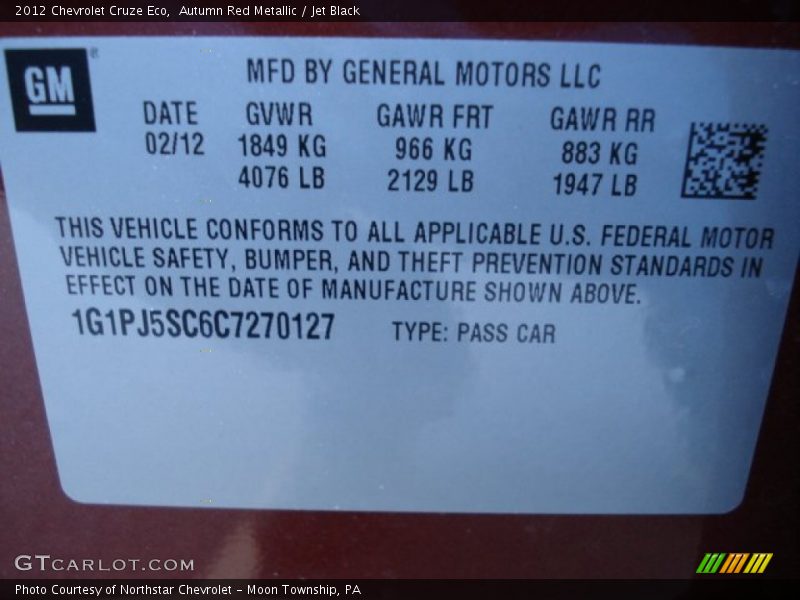 2012 Chevrolet Cruze Eco, Autumn Red Metallic / Jet Black
GM
®
MFD BY GENERAL MOTORS LLC
DATE GVWR GAWR FRT GAWR RR
02/12 1849 KG 966 KG 883 KG
4076 LB 2129 LB 1947 LB
THIS VEHICLE CONFORMS TO ALL APPLICABLE U.S. FEDERAL MOTOR
VEHICLE SAFETY, BUMPER, AND THEFT PREVENTION STANDARDS IN
EFFECT ON THE DATE OF MANUFACTURE SHOWN ABOVE.
1G1PJ5SC6C7270127 TYPE: PASS CAR
GTCARLOT.COM
Photo Courtesy of Northstar Chevrolet - Moon Township, PA